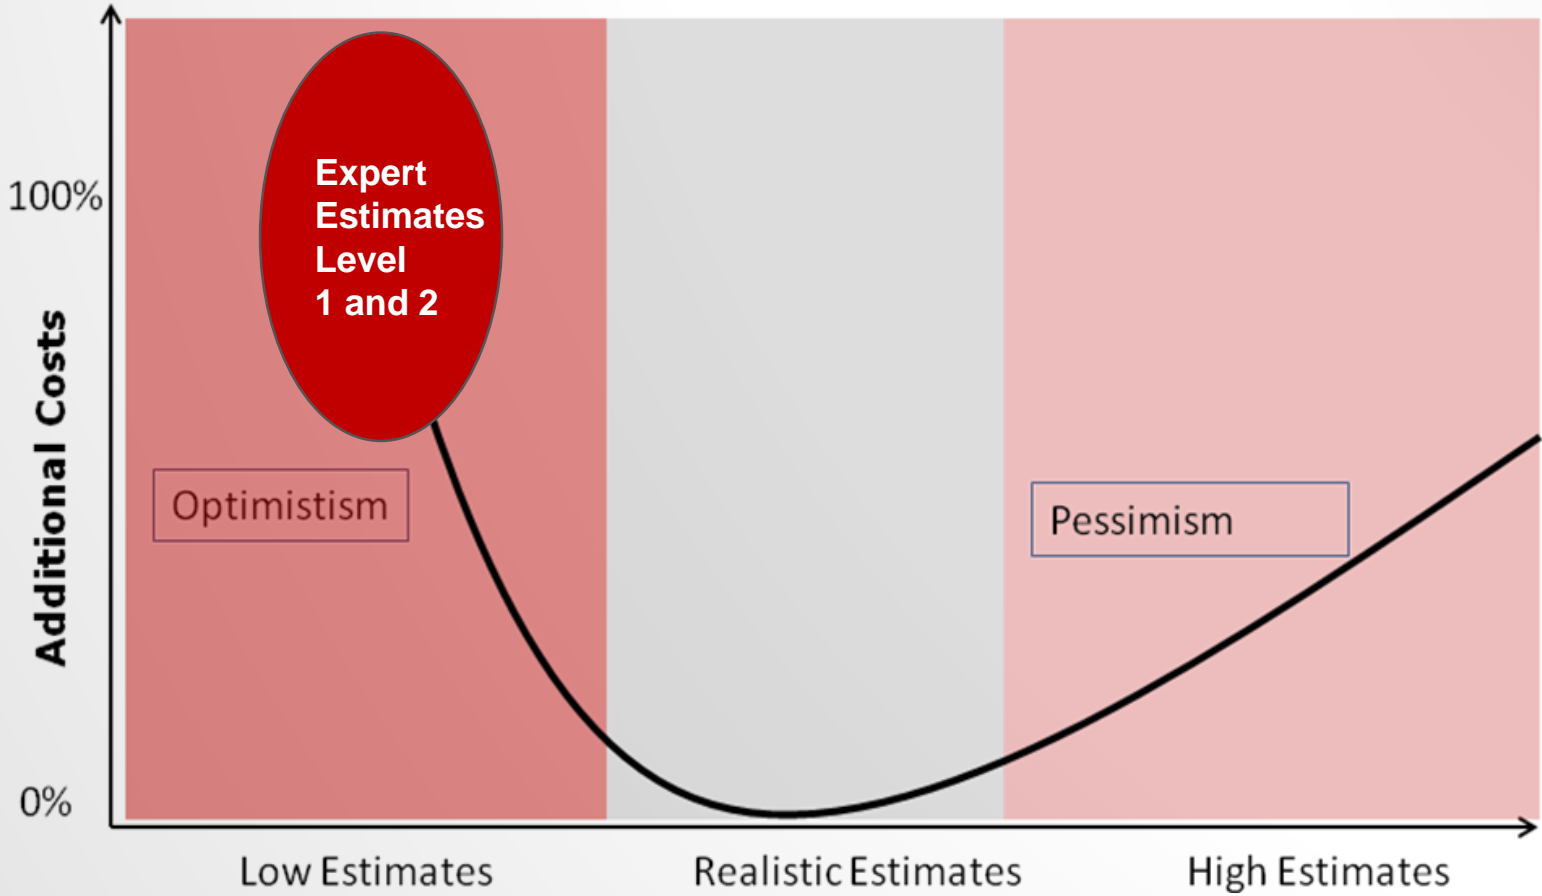 Expert
Estimates
Level
1 and 2
100%
Additional Costs
Optimistism
Pessimism
0%
Low Estimates
Realistic Estimates
High Estimates